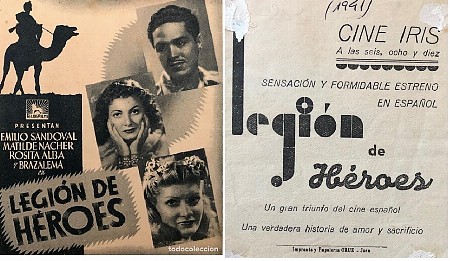 PRESENTAN
EMILIO SANDOVAL
MATILDE NACHER
ROSITA ALBA
Y BRAZALEMA
EN
LEGIÓN DE
HÉROES
todocoleccion
(1941)
CINE IRIS
A las seis, ocho y diez
SENSACIÓN Y FORMIDABLE ESTRENO
EN ESPAÑOL
legión
de
Héroes
Un gran triunfo del cine español
Una verdadera historia de amor y sacrificio
Imprenta y Papelería CRUZ - Jaén